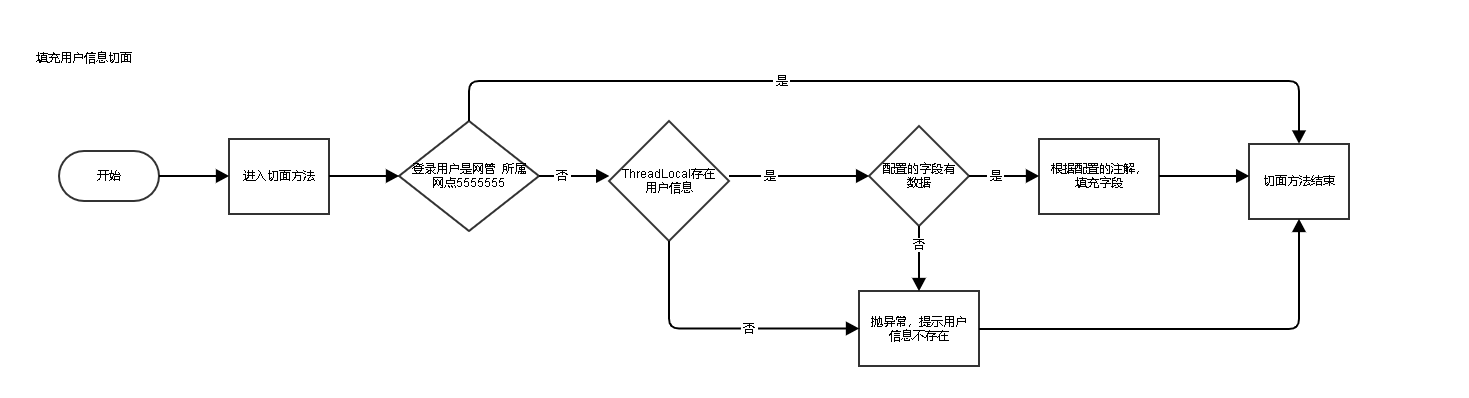 填充用户信息切面
是
开始
进入切面方法
登录用户是网管 所属
网点5555555
否
ThreadLocal存在
用户信息
是
配置的字段有
数据
是
根据配置的注解，
填充字段
切面方法结束
否
否
抛异常，提示用户
信息不存在